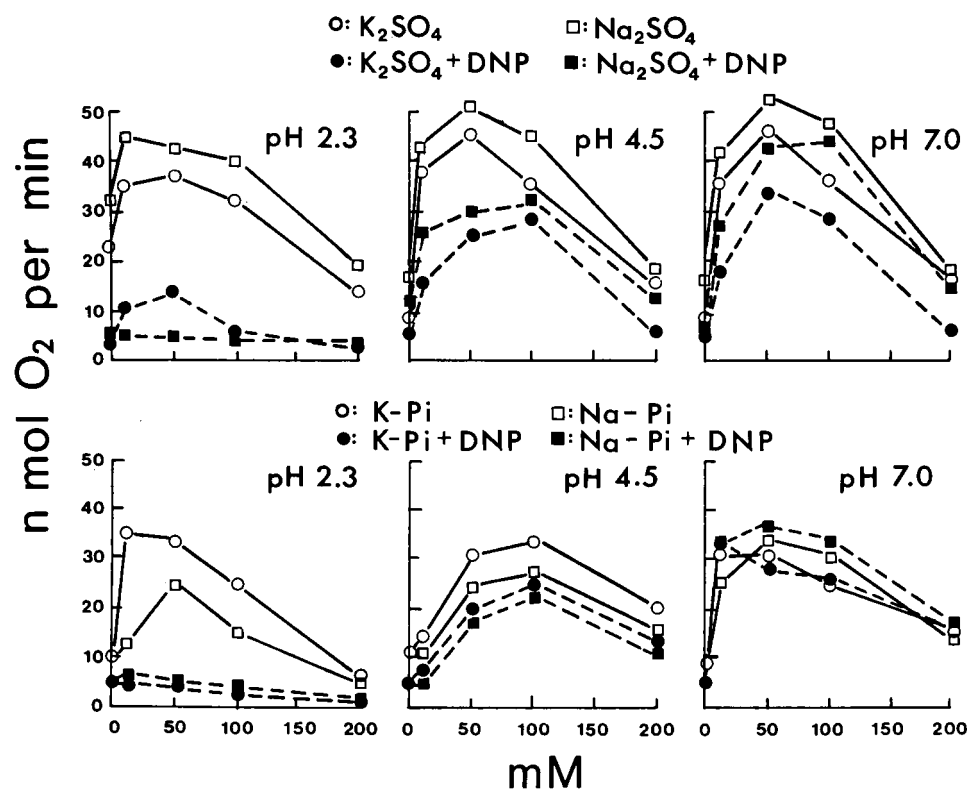 ○: K₂SO₄ □: Na₂SO₄
●: K₂SO₄+DNP ■: Na₂SO₄+DNP
50
40
30
20
10
0
pH 2.3
pH 4.5
pH 7.0
n mol O₂ per min
○: K-Pi □: Na-Pi
●: K-Pi+DNP ■: Na-Pi+DNP
50
40
30
20
10
0
pH 2.3
pH 4.5
pH 7.0
0 50 100 150 200
0 50 100 150 200
0 50 100 150 200
mM